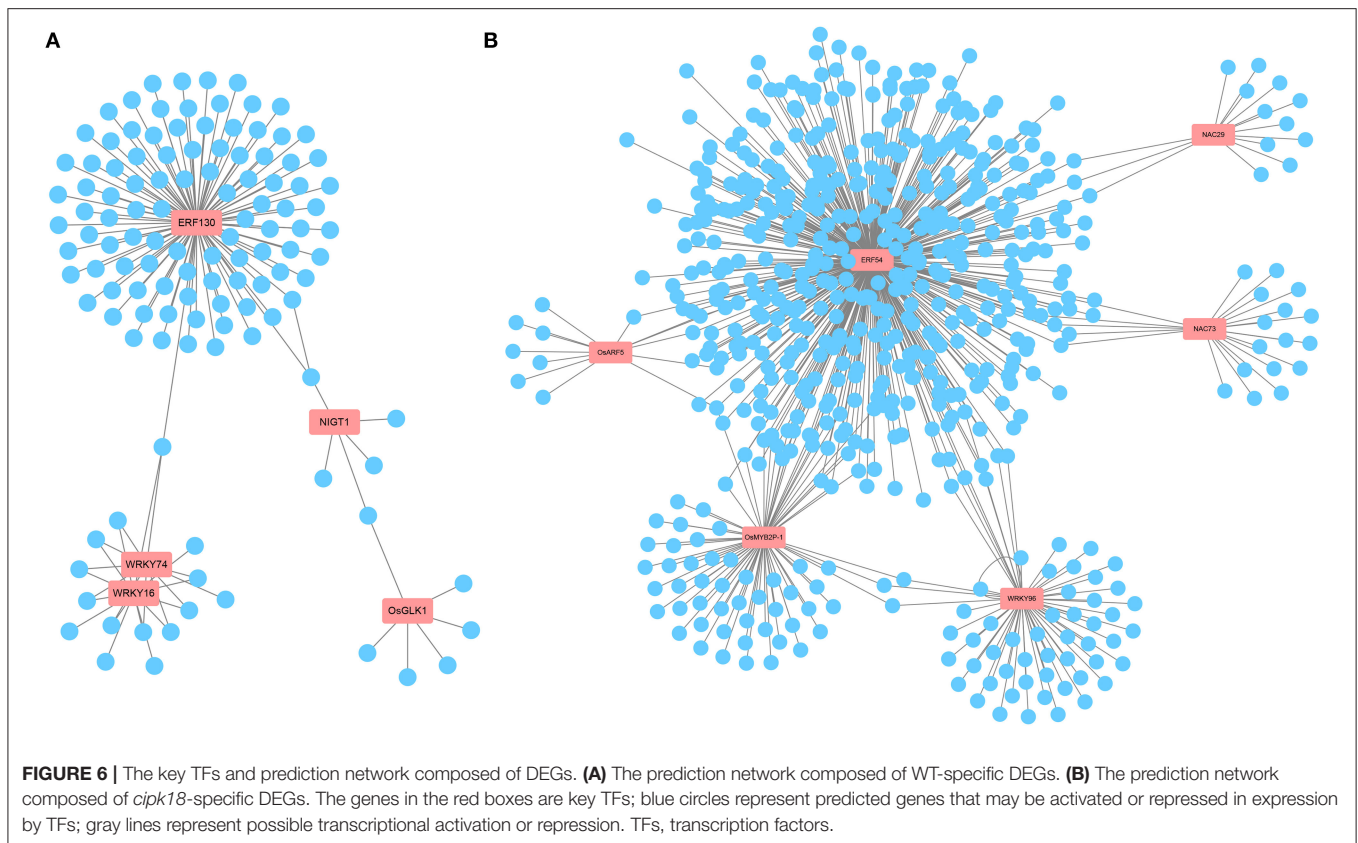 A
B
ERF130
NIGT1
WRKY74
WRKY16
OsGLK1
NAC29
ERF54
OsARF5
NAC73
OsMYB2P-1
WRKY96
FIGURE 6 | The key TFs and prediction network composed of DEGs. (A) The prediction network composed of WT-specific DEGs. (B) The prediction network
composed of cipk18-specific DEGs. The genes in the red boxes are key TFs; blue circles represent predicted genes that may be activated or repressed in expression
by TFs; gray lines represent possible transcriptional activation or repression. TFs, transcription factors.